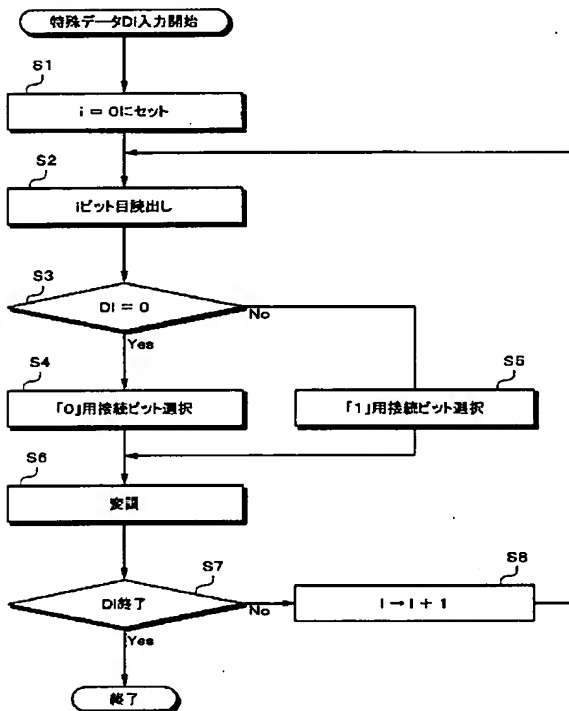 特殊データDi入力開始
S1
i = 0にセット
S2
iビット目読出し
S3
Di = 0
No
Yes
S4
「0」用接続ビット選択
S5
「1」用接続ビット選択
S6
変調
S7
Di終了
No
Yes
S8
i → i + 1
終了